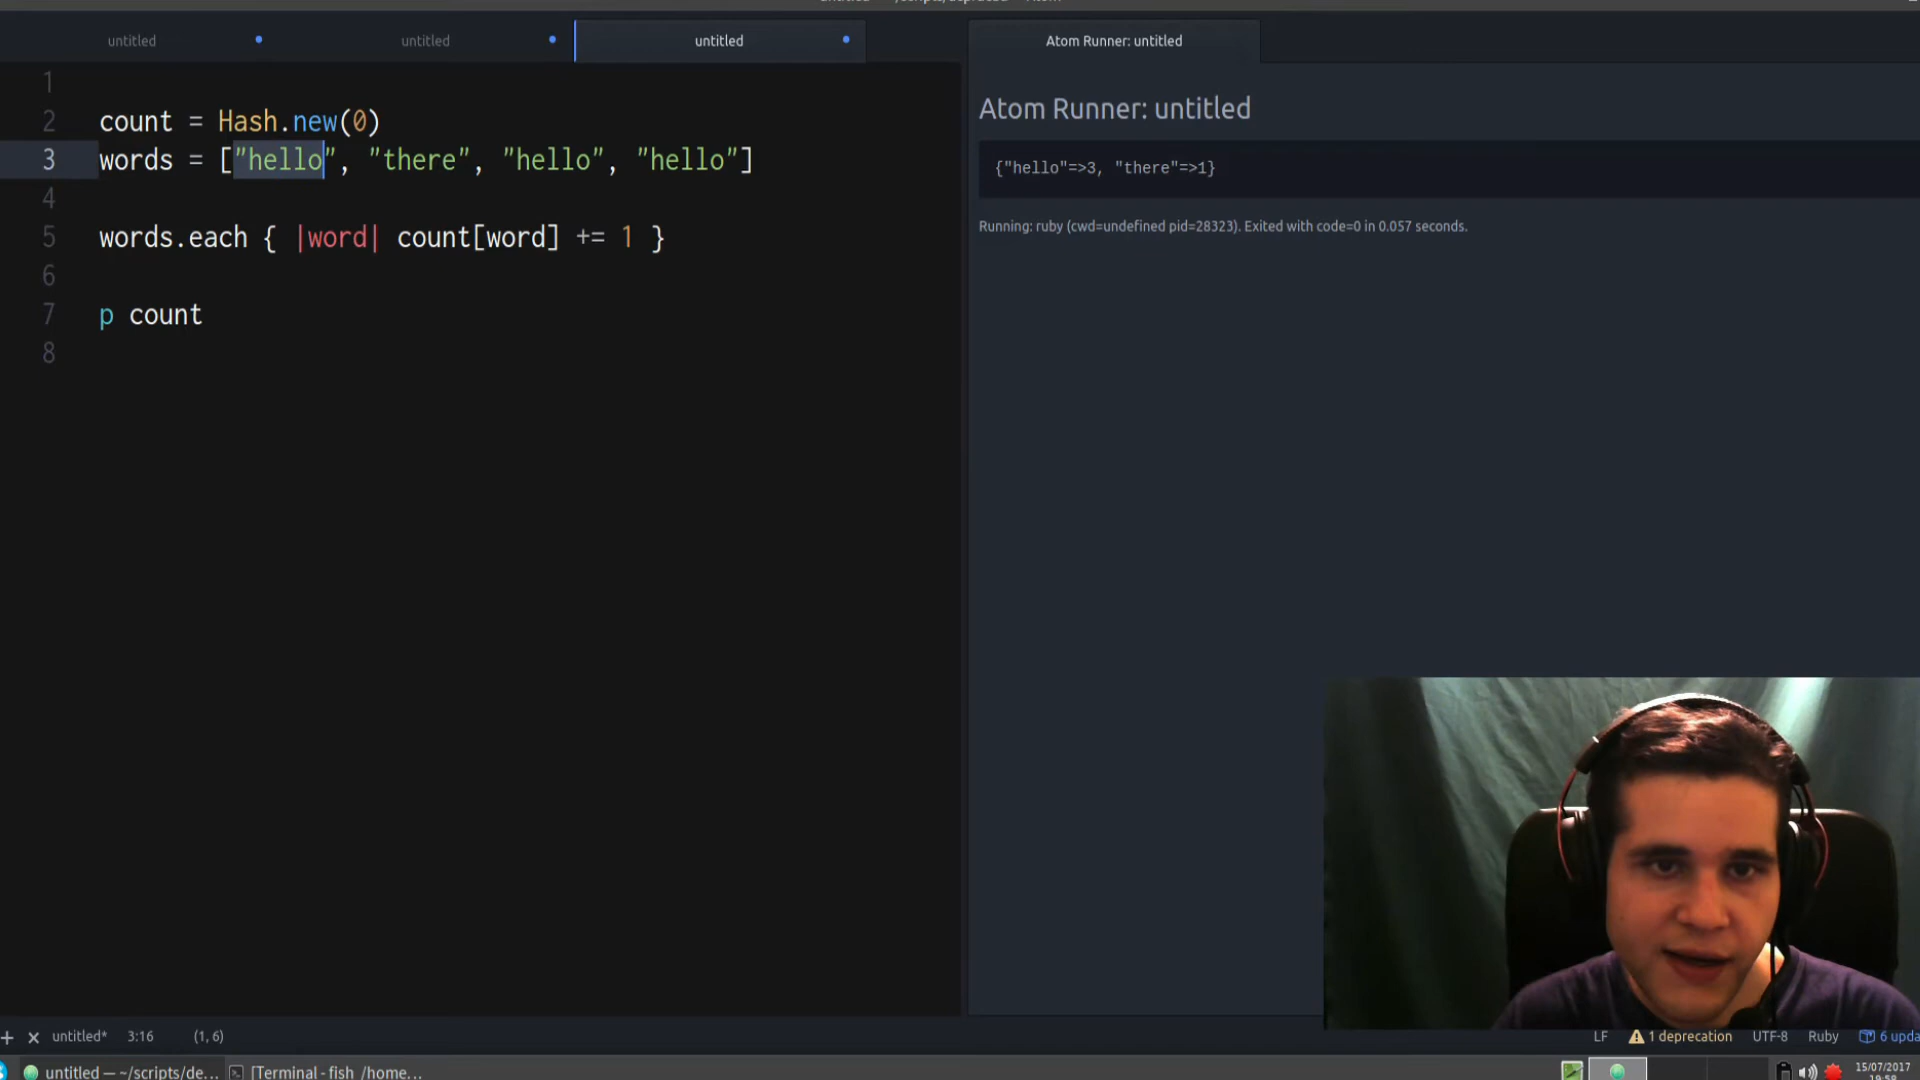 untitled
untitled
untitled
Atom Runner: untitled
1
2 count = Hash.new(0)
3 words = ["hello", "there", "hello", "hello"]
4
5 words.each { |word| count[word] += 1 }
6
7 p count
8
Atom Runner: untitled
{"hello"=>3, "there"=>1}
Running: ruby (cwd=undefined pid=28323). Exited with code=0 in 0.057 seconds.
+ × untitled* 3:16 (1, 6)
LF 1 deprecation UTF-8 Ruby 6 upda
untitled — ~/scripts/de... [Terminal - fish /home...
15/07/2017